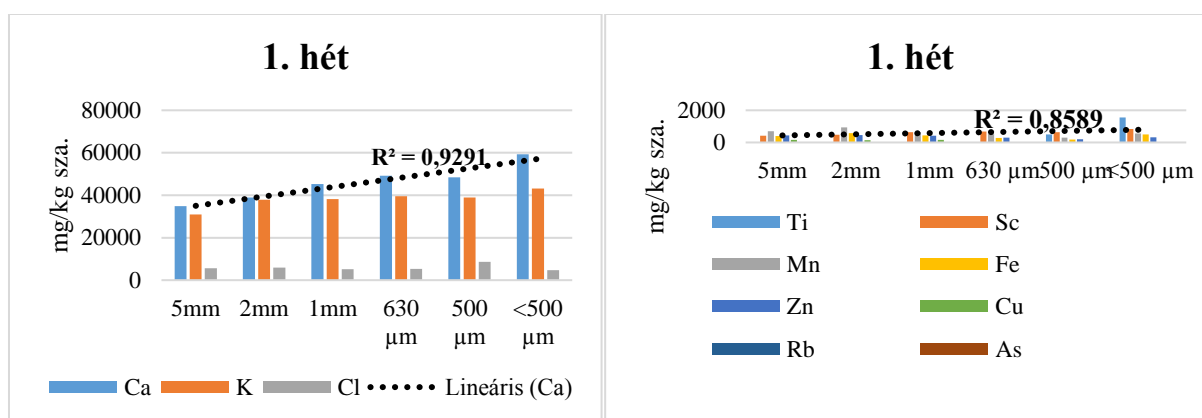 1. hét
mg/kg sza.
80000
60000
40000
20000
0
R² = 0,9291
5mm 2mm 1mm 630 µm 500 µm <500 µm
Ca K Cl Lineáris (Ca)
1. hét
mg/kg sza.
2000
0
R² = 0,8589
5mm 2mm 1mm 630 µm 500 µm <500 µm
Ti Sc
Mn Fe
Zn Cu
Rb As